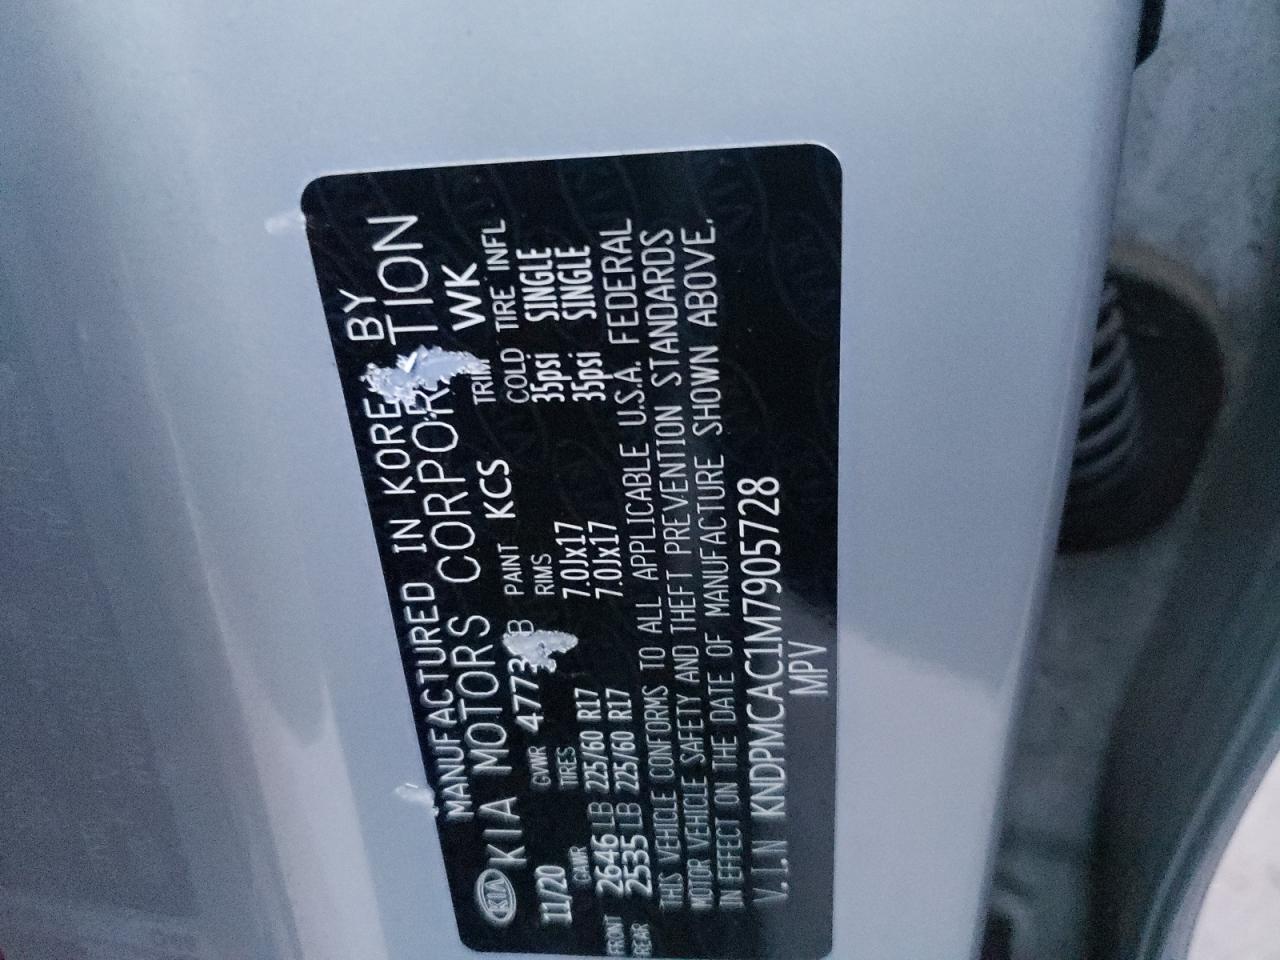 MANUFACTURED IN KORE BY
KIA KIA MOTORS CORPOR TION
11/20 GVWR 4773 B PAINT KCS TRIM WK
GAWR TIRES RIMS COLD TIRE INFL
FRONT 2646 LB 225/60 R17 7.0Jx17 35psi SINGLE
REAR 2535 LB 225/60 R17 7.0Jx17 35psi SINGLE
THIS VEHICLE CONFORMS TO ALL APPLICABLE U.S.A. FEDERAL
MOTOR VEHICLE SAFETY AND THEFT PREVENTION STANDARDS
IN EFFECT ON THE DATE OF MANUFACTURE SHOWN ABOVE.
V.I.N KNDPMCAC1M7905728
MPV